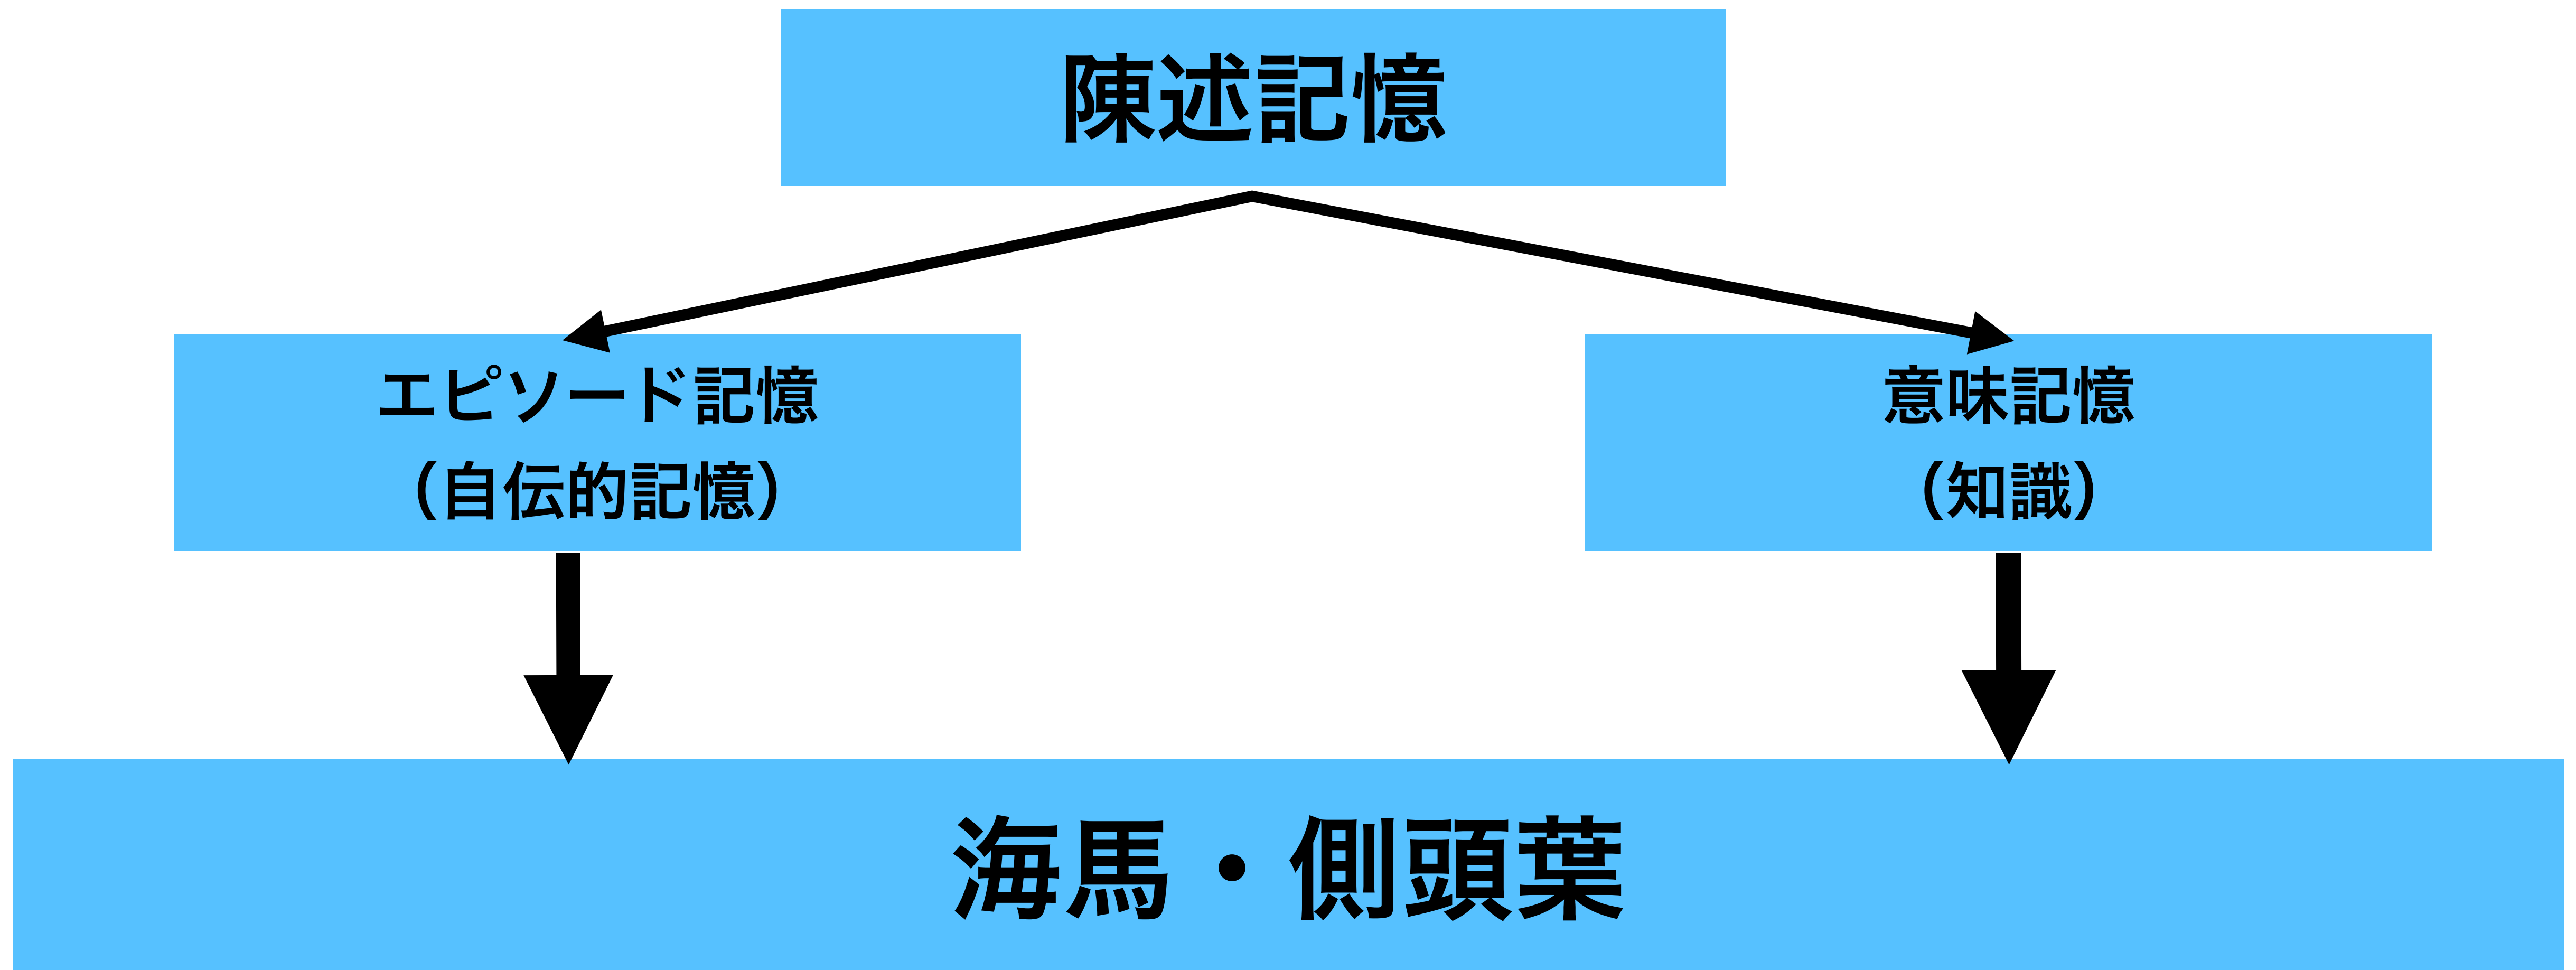 陳述記憶
エピソード記憶
（自伝的記憶）
意味記憶
（知識）
海馬・側頭葉